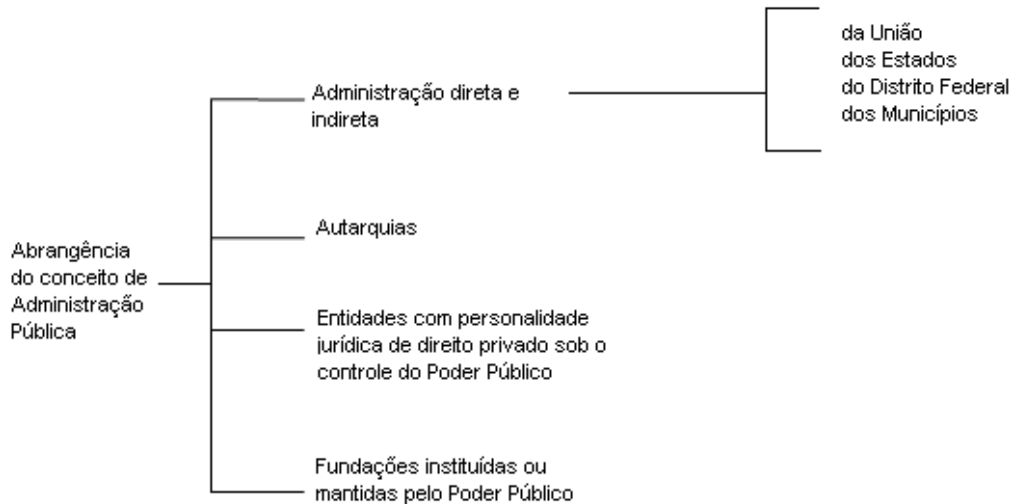 Abrangência
do conceito de
Administração
Pública
Administração direta e
indireta
da União
dos Estados
do Distrito Federal
dos Municípios
Autarquias
Entidades com personalidade
jurídica de direito privado sob o
controle do Poder Público
Fundações instituídas ou
mantidas pelo Poder Público